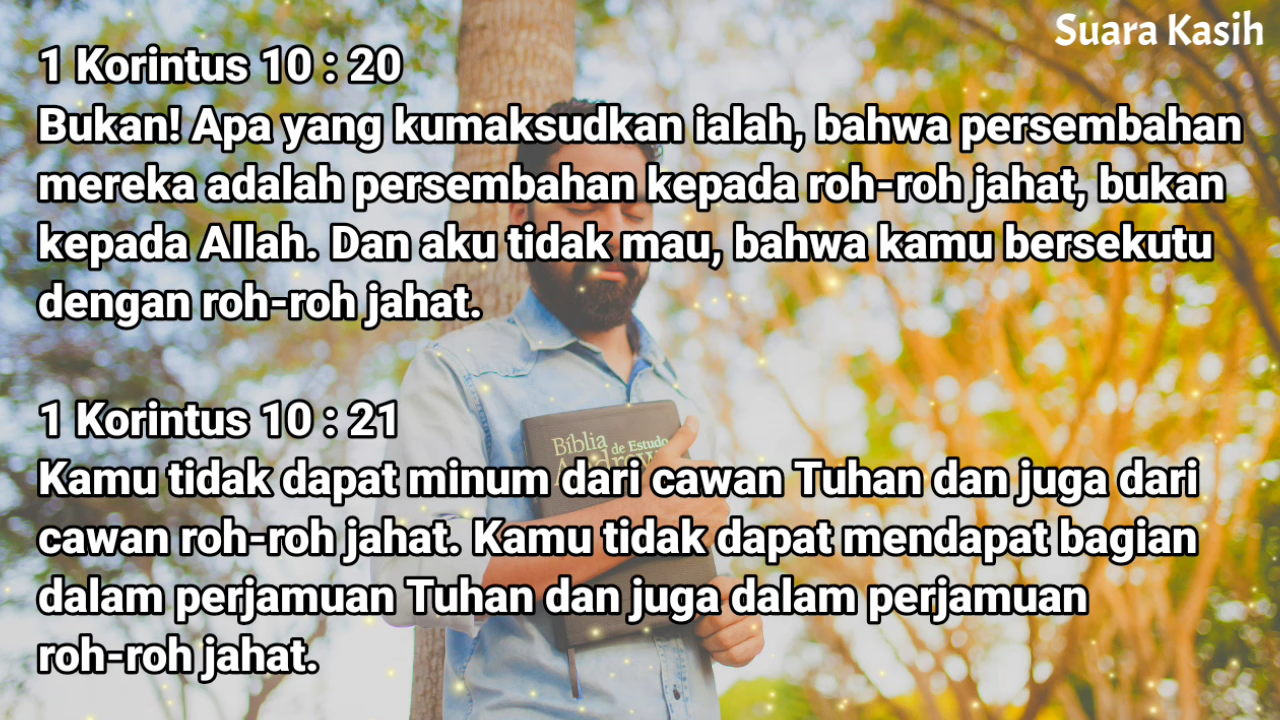 Suara Kasih
1 Korintus 10 : 20
Bukan! Apa yang kumaksudkan ialah, bahwa persembahan
mereka adalah persembahan kepada roh-roh jahat, bukan
kepada Allah. Dan aku tidak mau, bahwa kamu bersekutu
dengan roh-roh jahat.
1 Korintus 10 : 21
Bíblia
de Estudo
Kamu tidak dapat minum dari cawan Tuhan dan juga dari
cawan roh-roh jahat. Kamu tidak dapat mendapat bagian
dalam perjamuan Tuhan dan juga dalam perjamuan
roh-roh jahat.